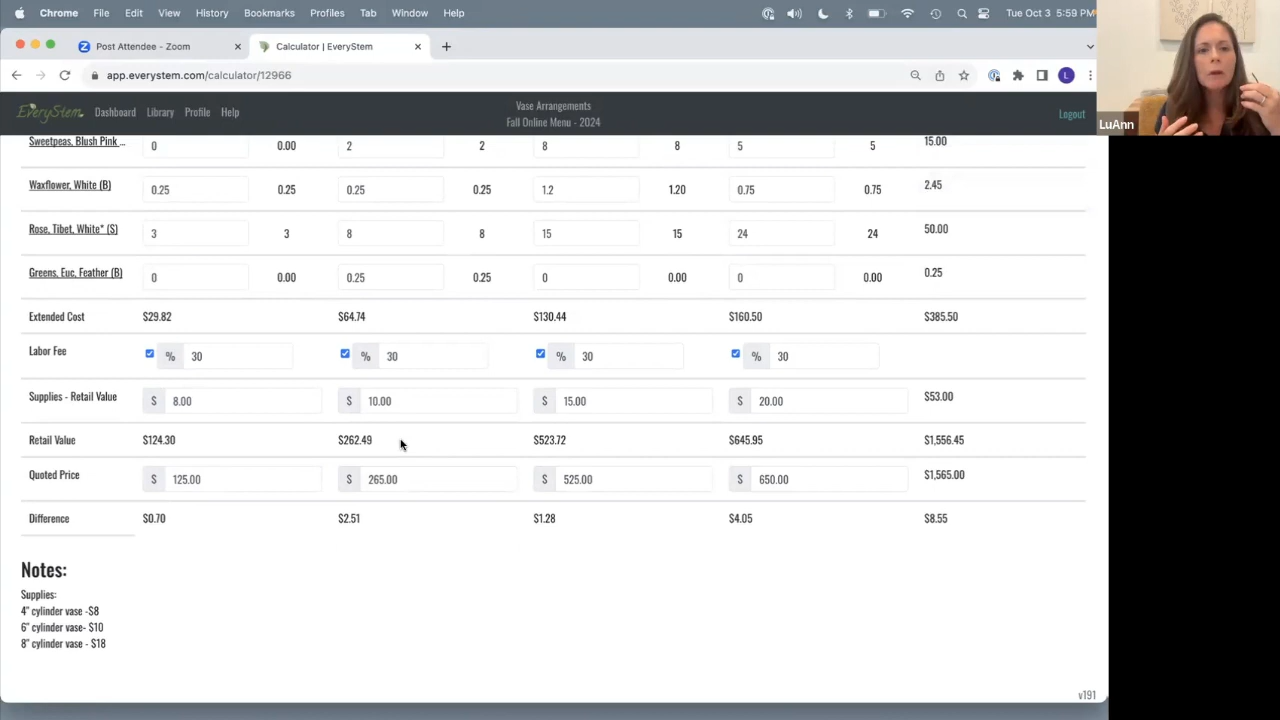 Chrome File Edit View History Bookmarks Profiles Tab Window Help Tue Oct 3 5:59 PM
Post Attendee - Zoom
Calculator | EveryStem
app.everystem.com/calculator/12966
L
EveryStem Dashboard Library Profile Help
Vase Arrangements
Fall Online Menu - 2024
Logout
LuAnn
Sweetpeas, Blush Pink ... 0 0.00 2 2 8 8 5 5 15.00
Waxflower, White (B) 0.25 0.25 0.25 0.25 1.2 1.20 0.75 0.75 2.45
Rose, Tibet, White* (S) 3 3 8 8 15 15 24 24 50.00
Greens, Euc, Feather (B) 0 0.00 0.25 0.25 0 0.00 0 0.00 0.25
Extended Cost $29.82 $64.74 $130.44 $160.50 $385.50
Labor Fee % 30 % 30 % 30 % 30
Supplies - Retail Value $ 8.00 $ 10.00 $ 15.00 $ 20.00 $53.00
Retail Value $124.30 $262.49 $523.72 $645.95 $1,556.45
Quoted Price $ 125.00 $ 265.00 $ 525.00 $ 650.00 $1,565.00
Difference $0.70 $2.51 $1.28 $4.05 $8.55
Notes:
Supplies:
4" cylinder vase -$8
6" cylinder vase- $10
8" cylinder vase - $18
v191